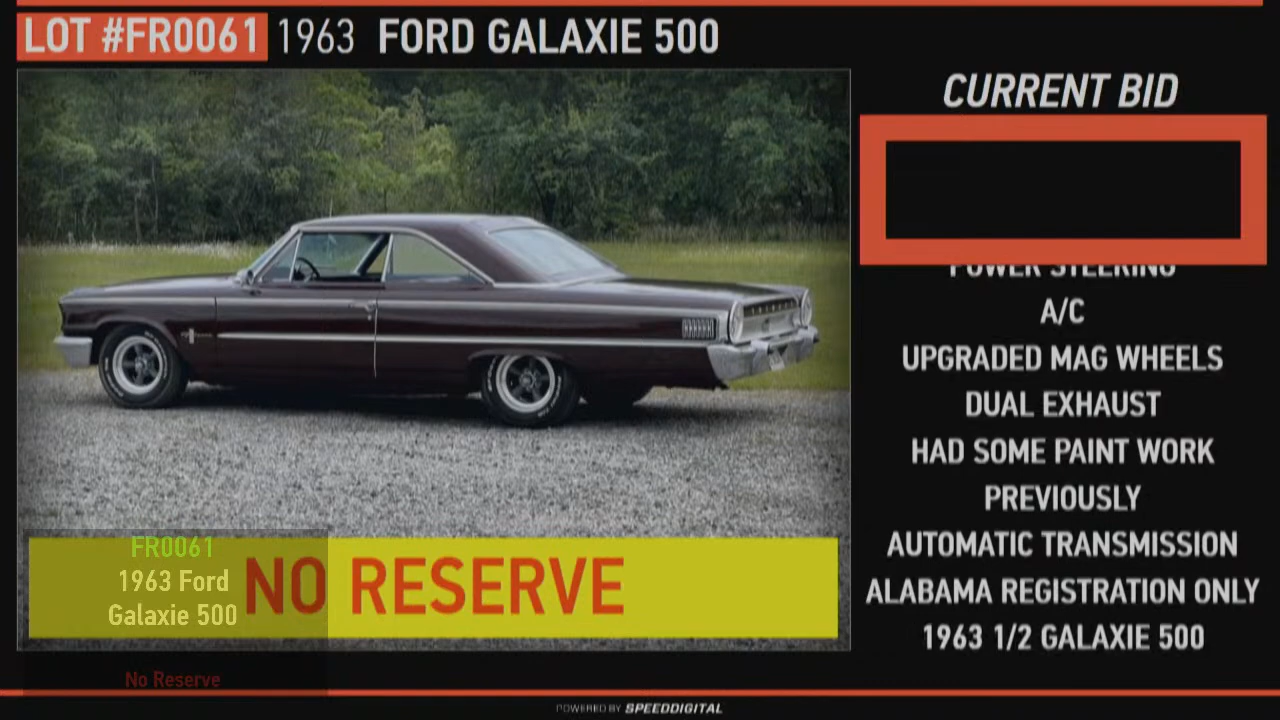 LOT #FR0061 1963 FORD GALAXIE 500
CURRENT BID
POWER STEERING
A/C
UPGRADED MAG WHEELS
DUAL EXHAUST
HAD SOME PAINT WORK
PREVIOUSLY
AUTOMATIC TRANSMISSION
ALABAMA REGISTRATION ONLY
1963 1/2 GALAXIE 500
NO RESERVE
FR0061
1963 Ford
Galaxie 500
No Reserve
POWERED BY SPEEDDIGITAL